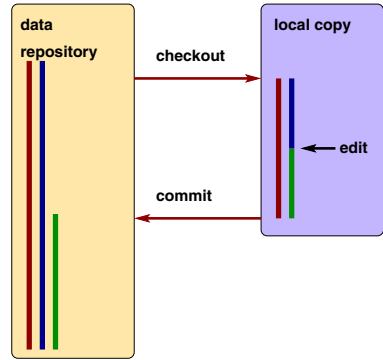 data
repository
checkout
local copy
edit
commit